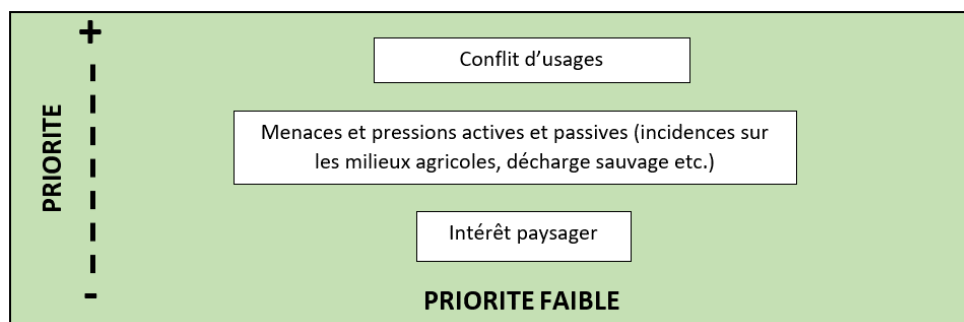 +
PRIORITE
-
Conflit d’usages
Menaces et pressions actives et passives (incidences sur
les milieux agricoles, décharge sauvage etc.)
Intérêt paysager
PRIORITE FAIBLE